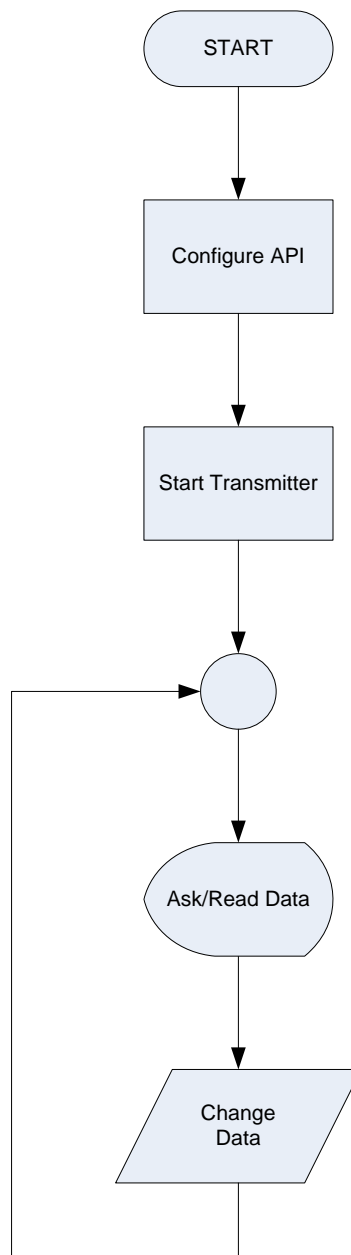 START
Configure API
Start Transmitter
Ask/Read Data
Change
Data